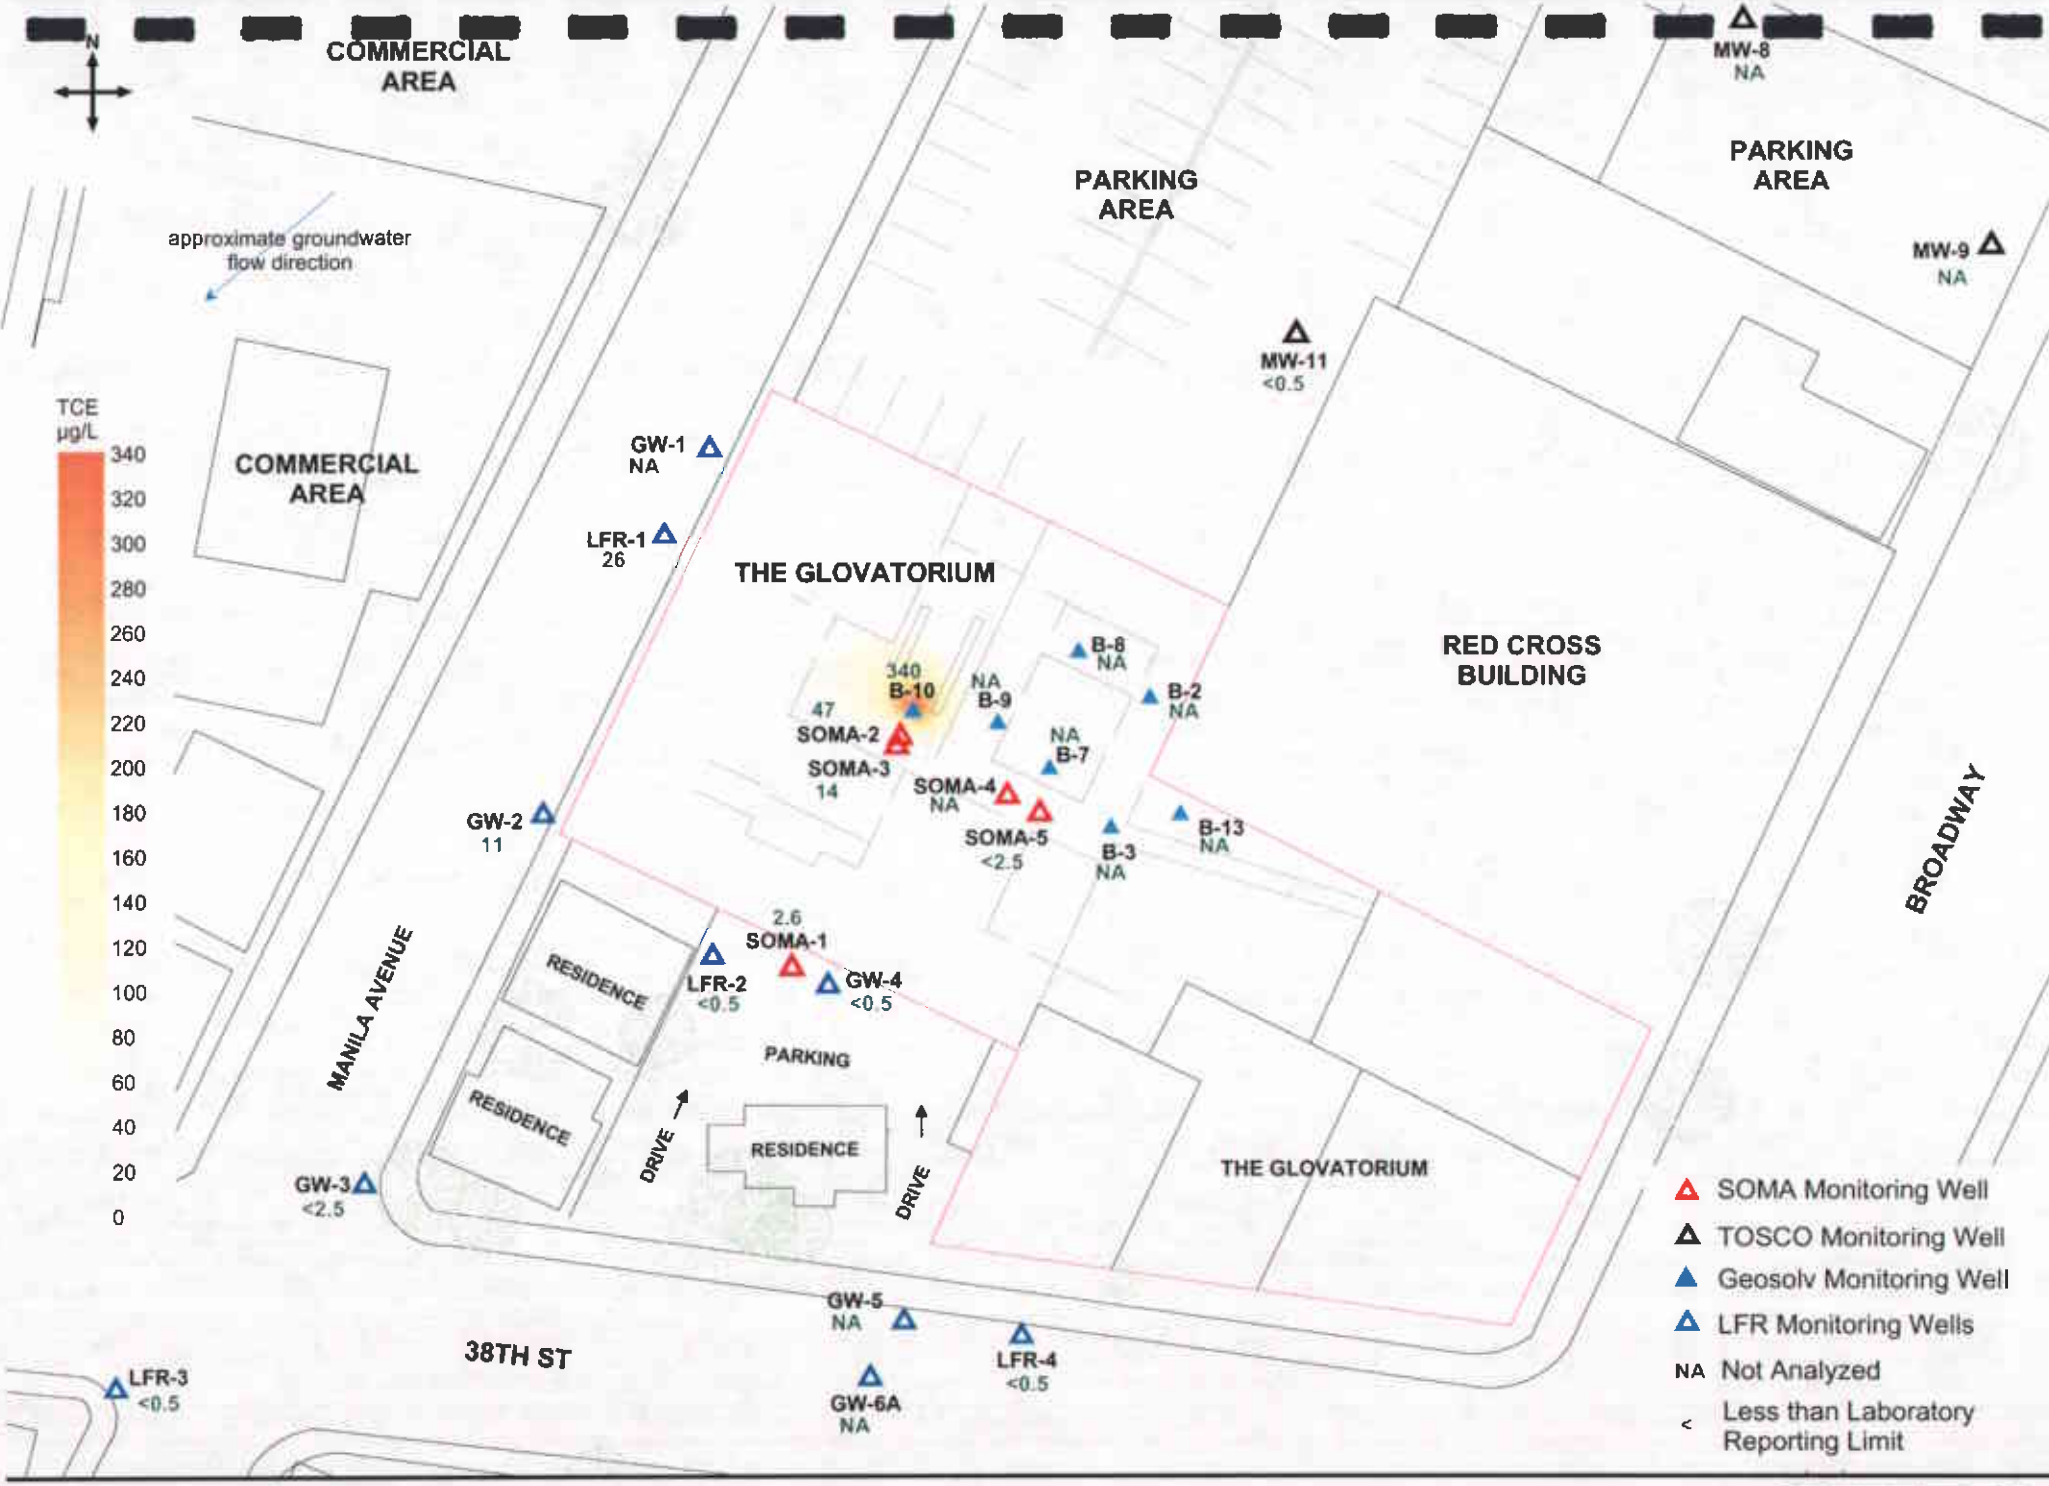 N
COMMERCIAL
AREA
MW-8
NA
PARKING
AREA
PARKING
AREA
approximate groundwater
flow direction
MW-9
NA
MW-11
<0.5
TCE
µg/L
340
320
300
280
260
240
220
200
180
160
140
120
100
80
60
40
20
0
COMMERCIAL
AREA
GW-1
NA
LFR-1
26
THE GLOVATORIUM
RED CROSS
BUILDING
B-8
NA
340
B-10
NA
B-9
B-2
NA
47
SOMA-2
NA
B-7
SOMA-3
14
SOMA-4
NA
SOMA-5
<2.5
B-3
NA
B-13
NA
GW-2
11
BROADWAY
MANILA AVENUE
2.6
SOMA-1
RESIDENCE
LFR-2
<0.5
GW-4
<0.5
PARKING
RESIDENCE
DRIVE
RESIDENCE
DRIVE
THE GLOVATORIUM
GW-3
<2.5
SOMA Monitoring Well
TOSCO Monitoring Well
Geosolv Monitoring Well
LFR Monitoring Wells
NA Not Analyzed
< Less than Laboratory
Reporting Limit
GW-5
NA
38TH ST
LFR-4
<0.5
LFR-3
<0.5
GW-6A
NA